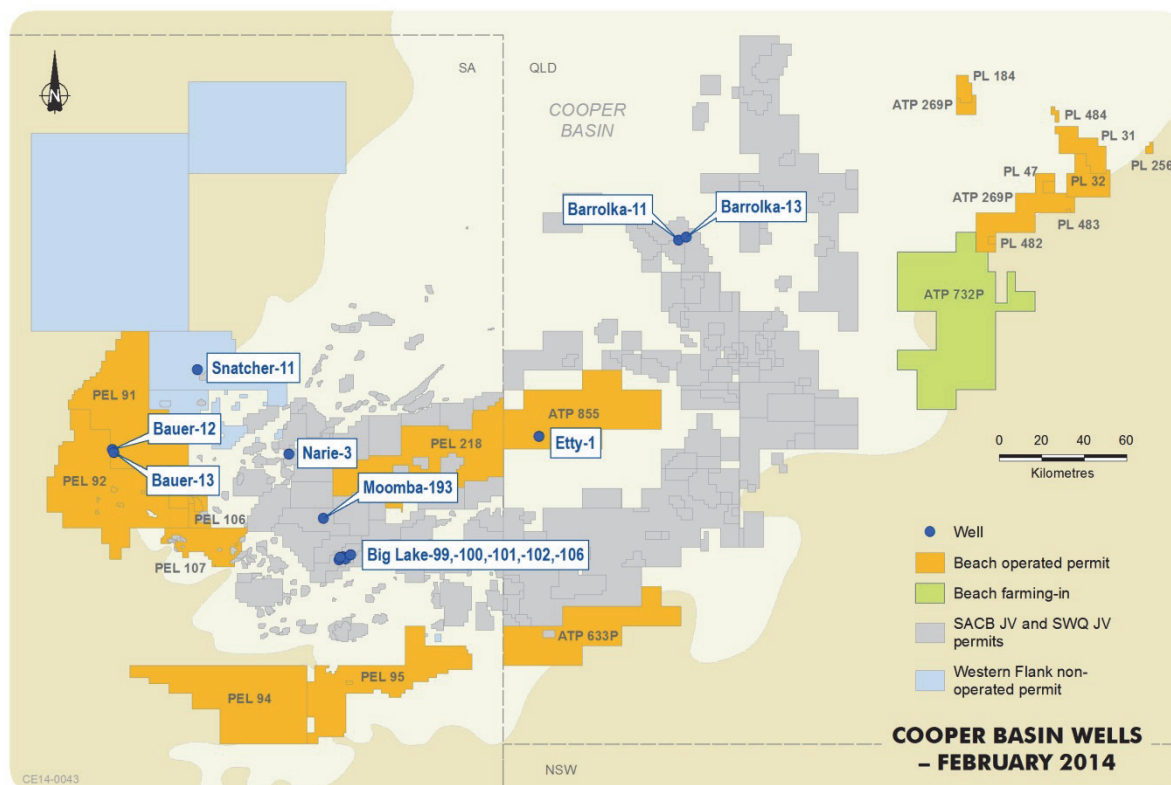 N
SA
QLD
COOPER
BASIN
PL 184
ATP 269P
PL 484
PL 31
PL 256
PL 47
PL 32
ATP 269P
PL 483
PL 482
ATP 732P
Barrolka-11
Barrolka-13
Snatcher-11
PEL 91
Bauer-12
Bauer-13
PEL 92
Narie-3
PEL 218
ATP 855
Etty-1
Moomba-193
PEL 106
PEL 107
Big Lake-99,-100,-101,-102,-106
ATP 633P
PEL 95
PEL 94
0 20 40 60
Kilometres
Well
Beach operated permit
Beach farming-in
SACB JV and SWQ JV
permits
Western Flank non-
operated permit
COOPER BASIN WELLS
– FEBRUARY 2014
NSW
CE14-0043